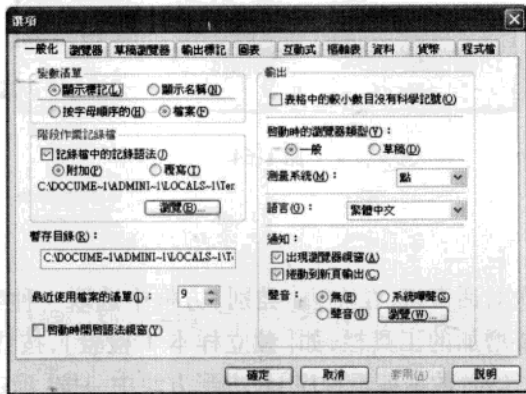 選項
一般化 瀏覽器 草稿瀏覽器 輸出標記 圖表 互動式 樞軸表 資料 貨幣 程式檔
變數清單
顯示標記(L) 顯示名稱(N)
按字母順序的(H) 檔案(F)
階段作業記錄檔
記錄檔中的記錄語法(J)
附加(P) 覆寫(T)
C:\DOCUME~1\ADMINI~1\LOCALS~1\Ter
瀏覽(B)...
暫存目錄(R):
C:\DOCUME~1\ADMINI~1\LOCALS~1\T
最近使用檔案的清單(I): 9
啟動時開啟語法視窗(Y)
輸出
表格中的較小數目沒有科學記號(O)
啟動時的瀏覽器類型(Y):
一般 草稿(D)
測量系統(M): 點
語言(G): 繁體中文
通知:
出現瀏覽器視窗(A)
捲動到新頁輸出(C)
聲音: 無(E) 系統嗶聲(S)
聲音(U) 瀏覽(W)...
確定 取消 套用(A) 說明